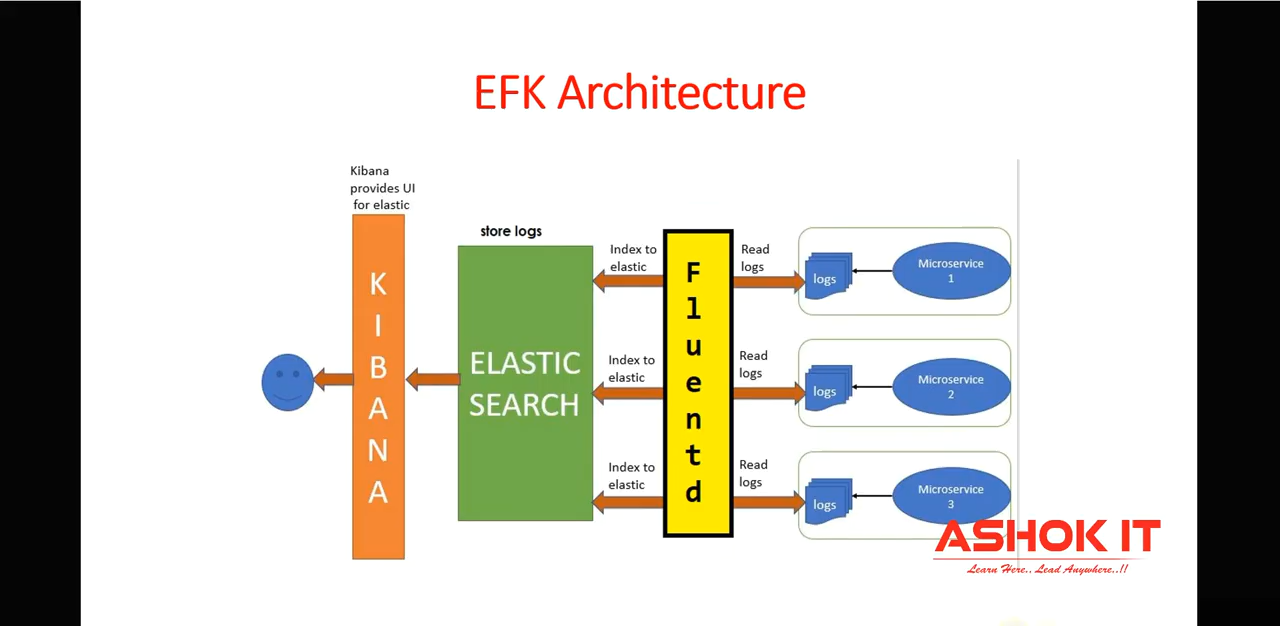 EFK Architecture
Kibana
provides UI
for elastic
K
I
B
A
N
A
store logs
ELASTIC
SEARCH
Index to
elastic
Index to
elastic
Index to
elastic
F
l
u
e
n
t
d
Read
logs
Read
logs
Read
logs
logs
Microservice
1
logs
Microservice
2
logs
Microservice
3
ASHOK IT
Learn Here.. Lead Anywhere..!!